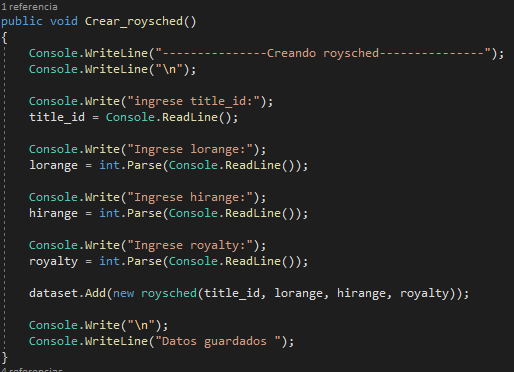 1 referencia
public void Crear_roysched()
{
Console.WriteLine("---------------Creando roysched---------------");
Console.WriteLine("\n");
Console.Write("ingrese title_id:");
title_id = Console.ReadLine();
Console.Write("Ingrese lorange:");
lorange = int.Parse(Console.ReadLine());
Console.Write("Ingrese hirange:");
hirange = int.Parse(Console.ReadLine());
Console.Write("Ingrese royalty:");
royalty = int.Parse(Console.ReadLine());
dataset.Add(new roysched(title_id, lorange, hirange, royalty));
Console.Write("\n");
Console.WriteLine("Datos guardados ");
}
4 referencias